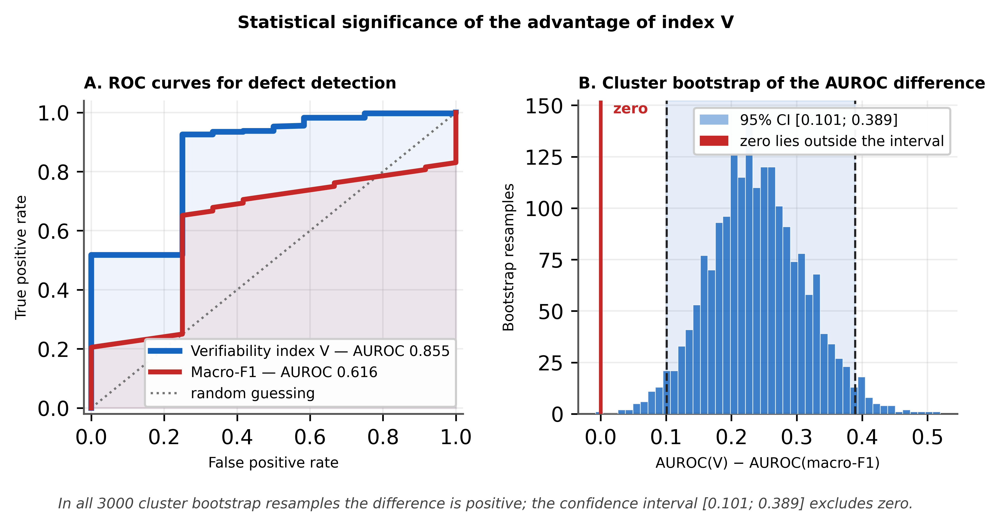 Statistical significance of the advantage of index V
A. ROC curves for defect detection
1.0
0.8
0.6
0.4
0.2
0.0
True positive rate
Verifiability index V — AUROC 0.855
Macro-F1 — AUROC 0.616
random guessing
0.0 0.2 0.4 0.6 0.8 1.0
False positive rate
B. Cluster bootstrap of the AUROC difference
150
125
100
75
50
25
0
Bootstrap resamples
zero
95% CI [0.101; 0.389]
zero lies outside the interval
0.0 0.1 0.2 0.3 0.4 0.5
AUROC(V) − AUROC(macro-F1)
In all 3000 cluster bootstrap resamples the difference is positive; the confidence interval [0.101; 0.389] excludes zero.